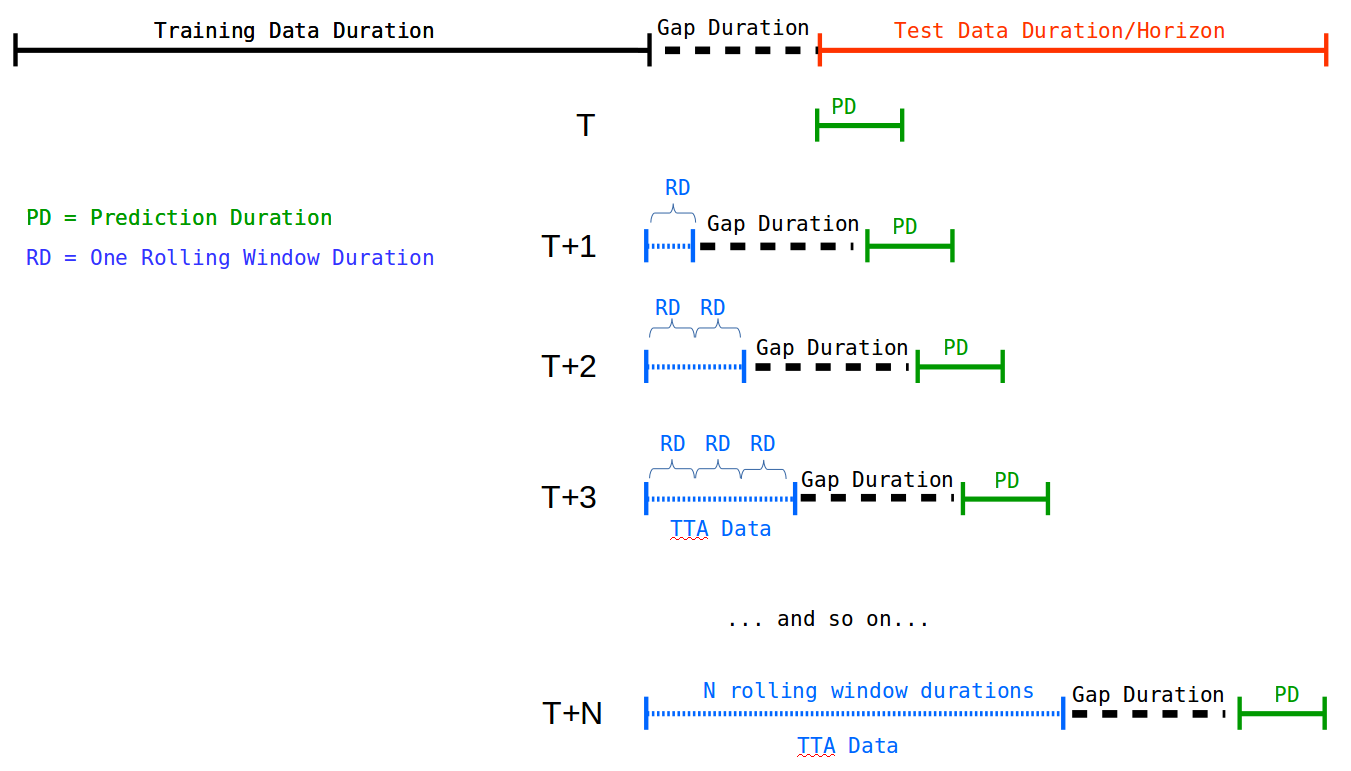 Training Data Duration
Gap Duration
Test Data Duration/Horizon
T
PD
RD
PD = Prediction Duration
T+1
Gap Duration
PD
RD = One Rolling Window Duration
RD RD
T+2
Gap Duration
PD
RD RD RD
T+3
Gap Duration
PD
TTA Data
... and so on...
T+N
N rolling window durations
Gap Duration
PD
TTA Data